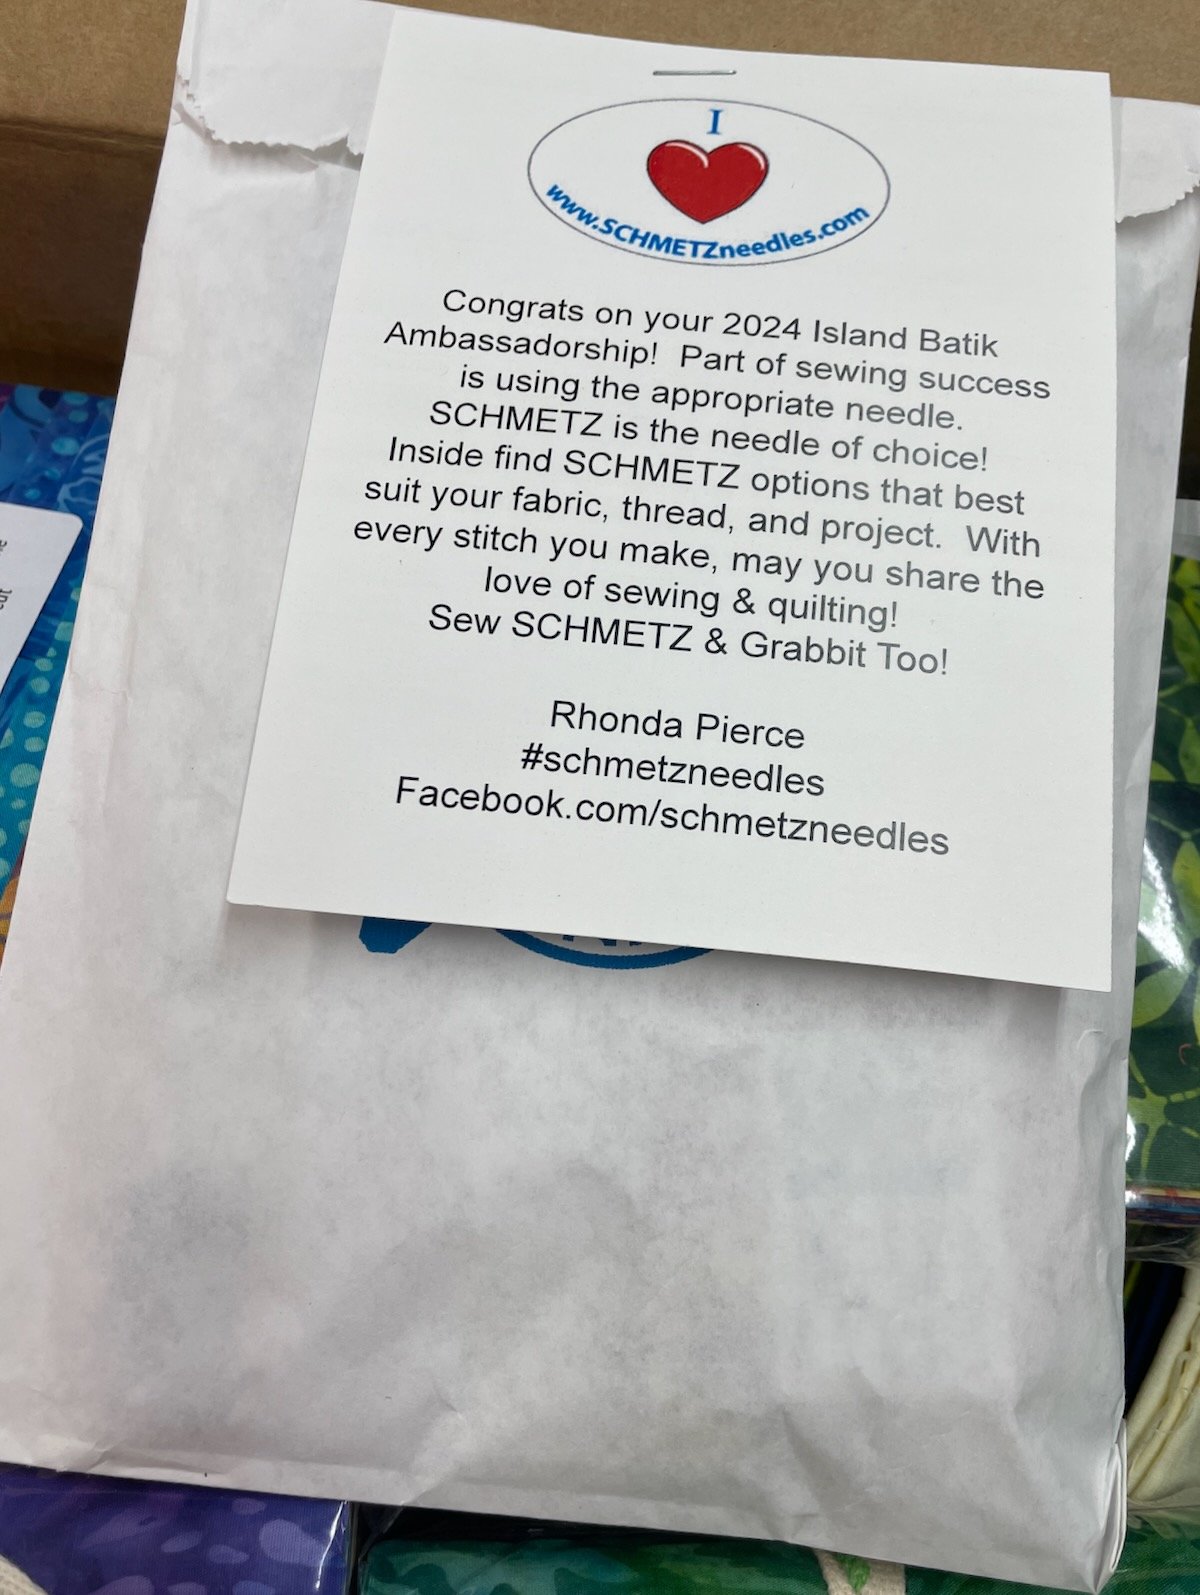 I
www.SCHMETZneedles.com
Congrats on your 2024 Island Batik
Ambassadorship!  Part of sewing success
is using the appropriate needle.
SCHMETZ is the needle of choice!
Inside find SCHMETZ options that best
suit your fabric, thread, and project.  With
every stitch you make, may you share the
love of sewing & quilting!
Sew SCHMETZ & Grabbit Too!
Rhonda Pierce
#schmetzneedles
Facebook.com/schmetzneedles